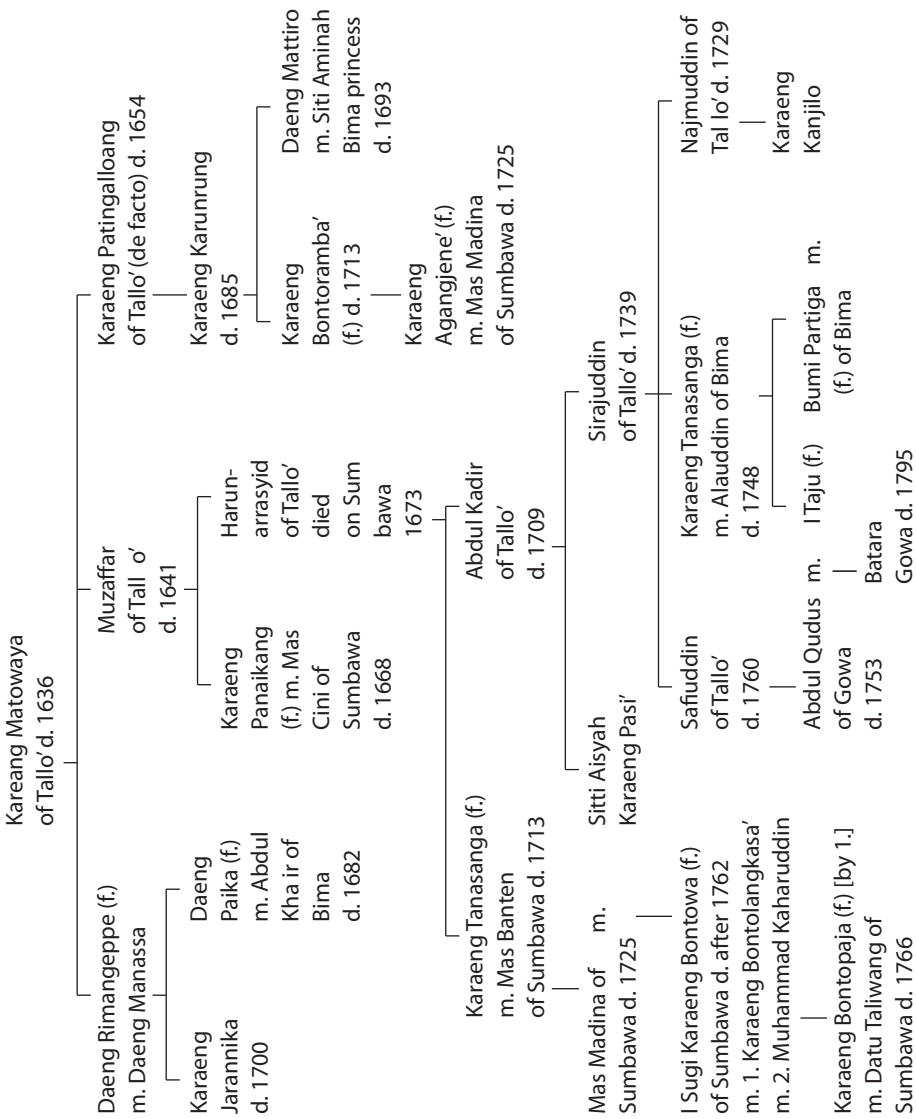 Kareang Matowaya
of Tallo' d. 1636
Daeng Rimangeppe (f.)
m. Daeng Manassa
Muzaffar
of Tall o'
d. 1641
Karaeng Patingalloang
of Tallo' (de facto) d. 1654
Karaeng
Jarannika
d. 1700
Daeng
Paika (f.)
m. Abdul
Kha ir of
Bima
d. 1682
Karaeng
Panaikang
(f.) m. Mas
Cini of
Sumbawa
d. 1668
Harun-
arrasyid
of Tallo'
died
on Sum
bawa
1673
Karaeng Karunrung
d. 1685
Karaeng
Bontoramba'
(f.) d. 1713
Daeng Mattiro
m. Siti Aminah
Bima princess
d. 1693
Karaeng
Agangjene' (f.)
m. Mas Madina
of Sumbawa d. 1725
Karaeng Tanasanga (f.)
m. Mas Banten
of Sumbawa d. 1713
Abdul Kadir
of Tallo'
d. 1709
Mas Madina of m.
Sumbawa d. 1725
Sitti Aisyah
Karaeng Pasi'
Sirajuddin
of Tallo' d. 1739
I Sugi Karaeng Bontowa (f.)
of Sumbawa d. after 1762
m. 1. Karaeng Bontolangkasa'
m. 2. Muhammad Kaharuddin
Karaeng Bontopaja (f.) [by 1.]
m. Datu Taliwang of
Sumbawa d. 1766
Safiuddin
of Tallo'
d. 1760
Karaeng Tanasanga (f.)
m. Alauddin of Bima
d. 1748
Najmuddin of
Tal lo' d. 1729
Abdul Qudus m.
of Gowa
d. 1753
I Taju (f.)
Bumi Partiga m.
(f.) of Bima
Karaeng
Kanjilo
Batara
Gowa d. 1795